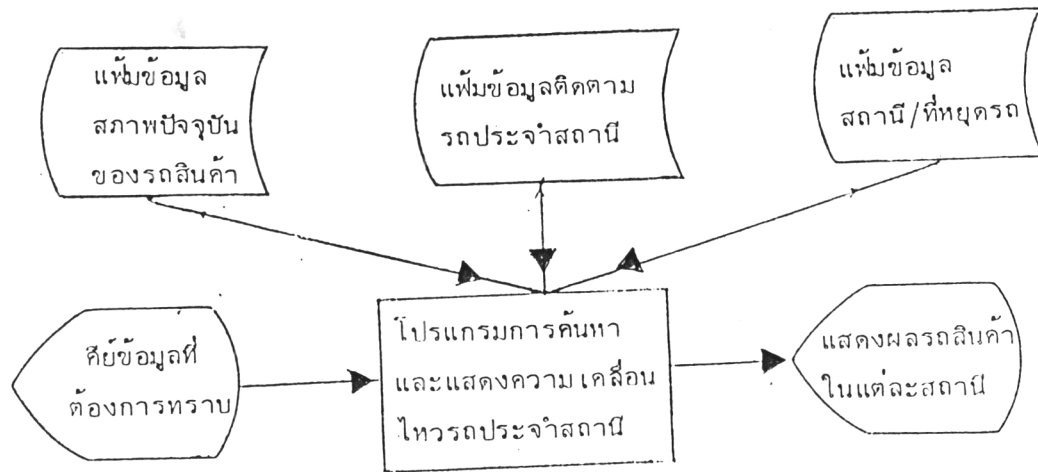 แฟ้มข้อมูล
สภาพปัจจุบัน
ของรถสินค้า
แฟ้มข้อมูลติดตาม
รถประจำสถานี
แฟ้มข้อมูล
สถานี/ที่หยุดรถ
คีย์ข้อมูลที่
ต้องการทราบ
โปรแกรมการค้นหา
และแสดงความเคลื่อน
ไหวรถประจำสถานี
แสดงผลรถสินค้า
ในแต่ละสถานี